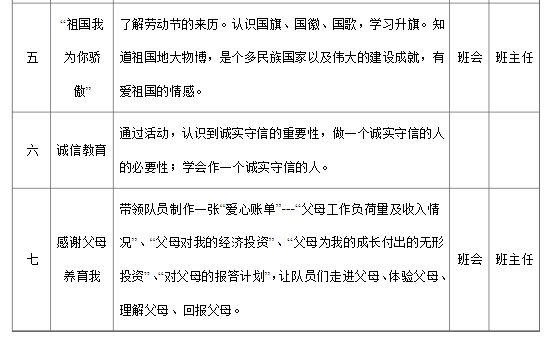 五
“祖国我
为你骄
傲”
了解劳动节的来历。认识国旗、国徽、国歌，学习升旗。知
道祖国地大物博，是个多民族国家以及伟大的建设成就，有
爱祖国的情感。
班会
班主任
六
诚信教育
通过活动，认识到诚实守信的重要性，做一个诚实守信的人
的必要性；学会作一个诚实守信的人。
七
感谢父母
养育我
带领队员制作一张“爱心账单”---“父母工作负荷量及收入情
况”、“父母对我的经济投资”、“父母为我的成长付出的无形
投资”、“对父母的报答计划”，让队员们走进父母、体验父母、
理解父母、回报父母。
班会
班主任